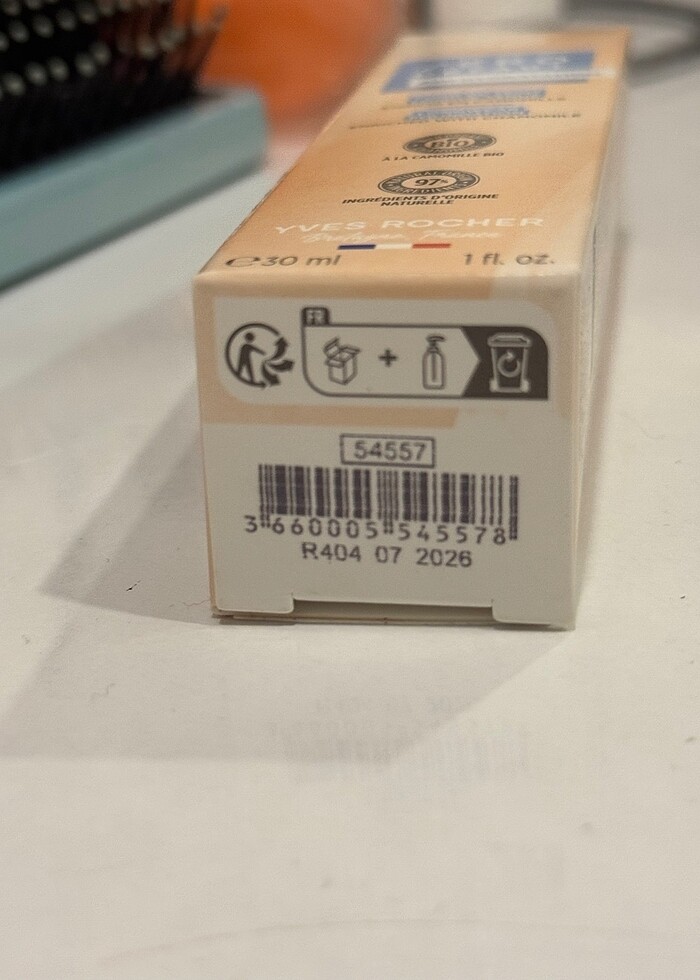 BIO
À LA CAMOMILLE BIO
97%
INGRÉDIENTS D'ORIGINE
NATURELLE
YVES ROCHER
e30 ml 1 fl. oz.
FR
54557
3 660005 545578
R404 07 2026